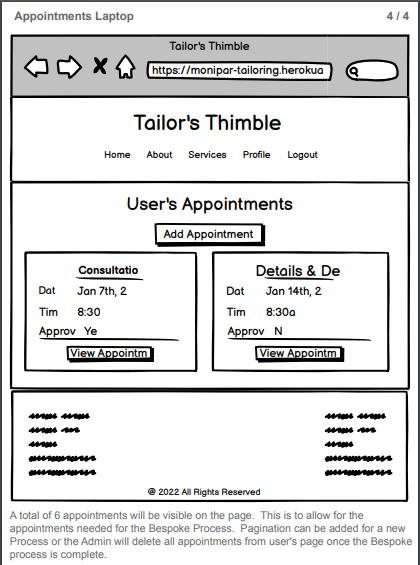 Appointments Laptop 4 / 4
Tailor's Thimble
https://monipar-tailoring.herokua
Tailor's Thimble
Home About Services Profile Logout
User's Appointments
Add Appointment
Consultatio Details & De
Dat Jan 7th, 2 Dat Jan 14th, 2
Tim 8:30 Tim 8:30a
Approv Ye Approv N
View Appointm View Appointm
@ 2022 All Rights Reserved
A total of 6 appointments will be visible on the page. This is to allow for the
appointments needed for the Bespoke Process. Pagination can be added for a new
Process or the Admin will delete all appointments from user's page once the Bespoke
process is complete.